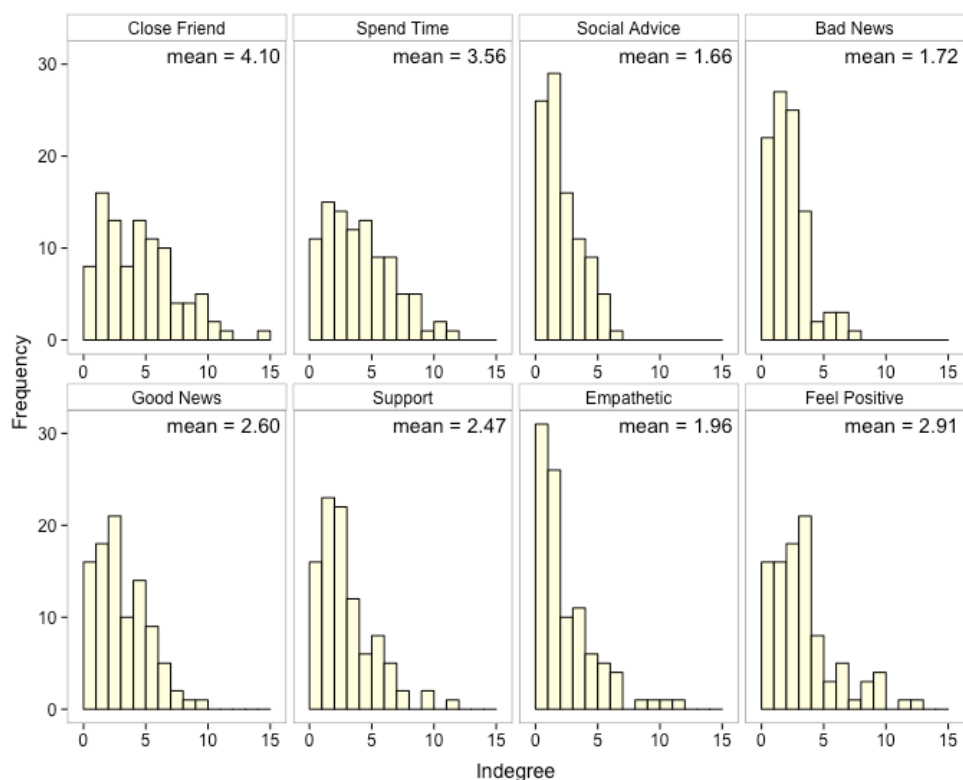 Close Friend
Spend Time
Social Advice
Bad News
mean = 4.10
mean = 3.56
mean = 1.66
mean = 1.72
30
20
10
0
0 5 10 15
0 5 10 15
0 5 10 15
0 5 10 15
Frequency
Good News
Support
Empathetic
Feel Positive
mean = 2.60
mean = 2.47
mean = 1.96
mean = 2.91
30
20
10
0
0 5 10 15
0 5 10 15
0 5 10 15
0 5 10 15
Indegree